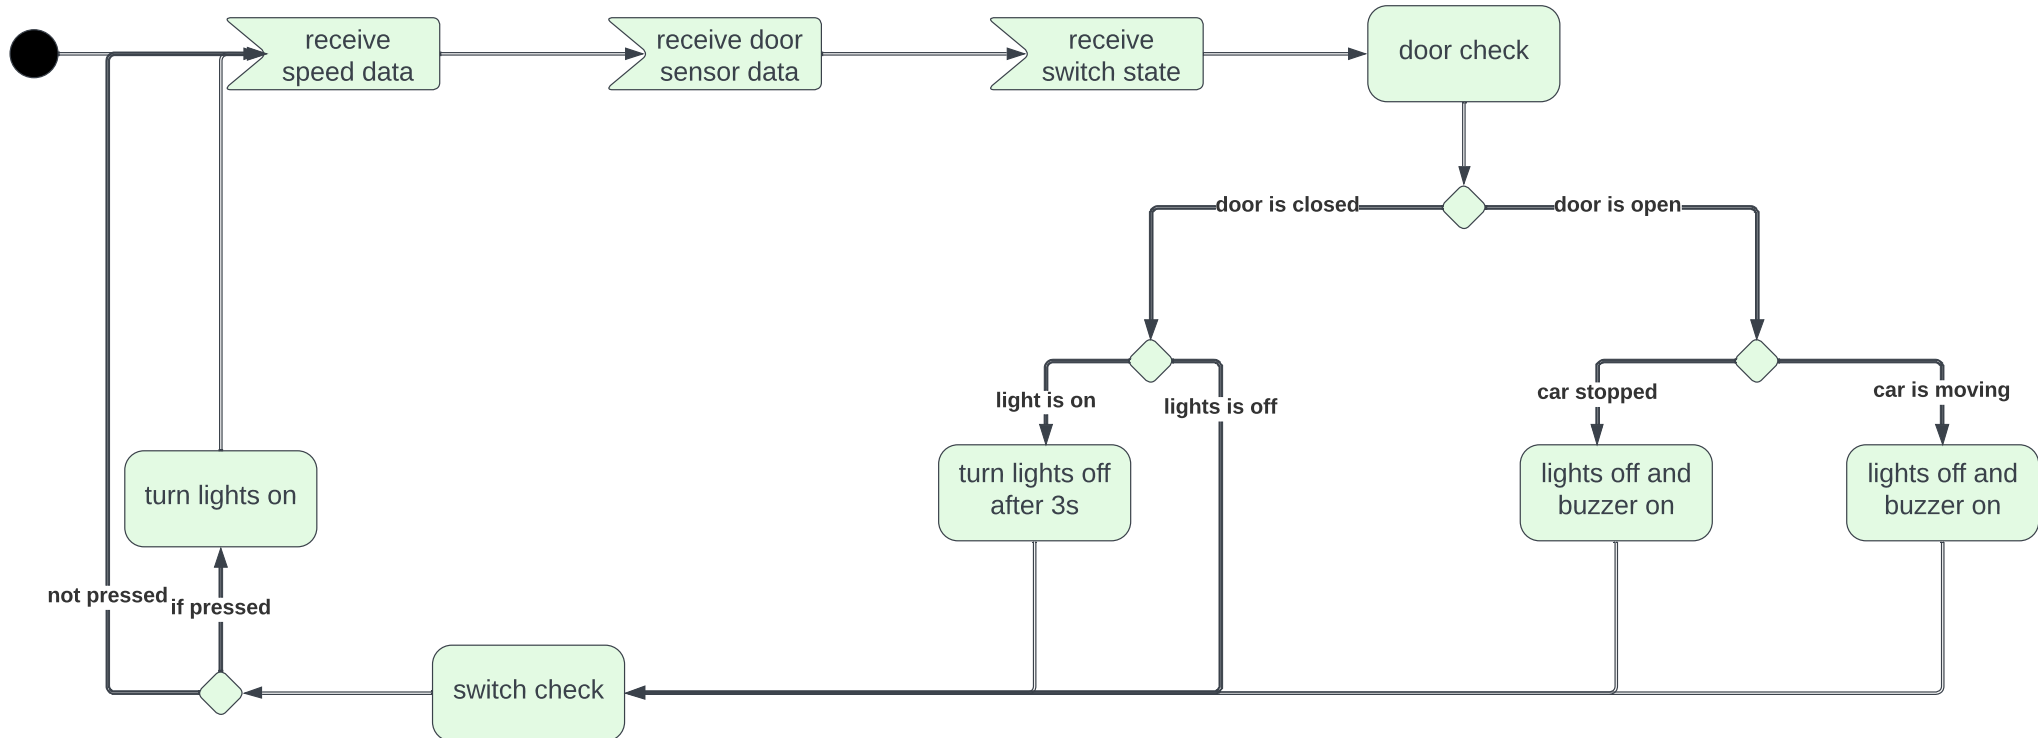 receive
speed data
receive door
sensor data
receive
switch state
door check
door is closed
door is open
light is on
lights is off
car stopped
car is moving
turn lights on
turn lights off
after 3s
lights off and
buzzer on
lights off and
buzzer on
not pressed
if pressed
switch check